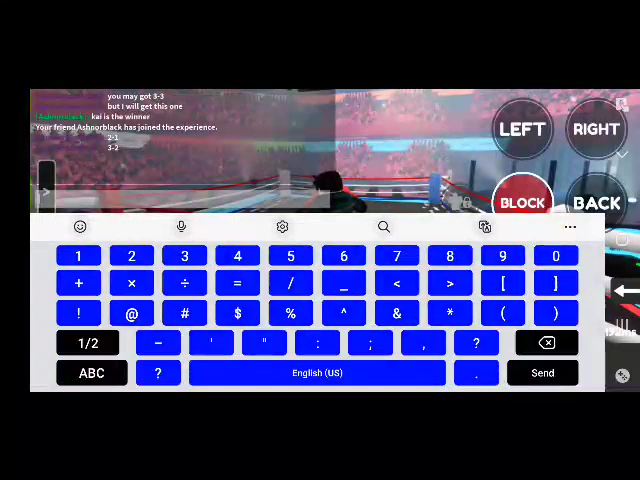 you may got 3-3
but I will get this one
kai is the winner
Your friend Ashnorblack has joined the experience.
2-1
3-2
LEFT RIGHT
BLOCK BACK
1 2 3 4 5 6 7 8 9 0
+ × ÷ = / _ < > [ ]
! @ # $ % ^ & * ( )
1/2 - ' " : ; , ?
ABC ? English (US) . Send